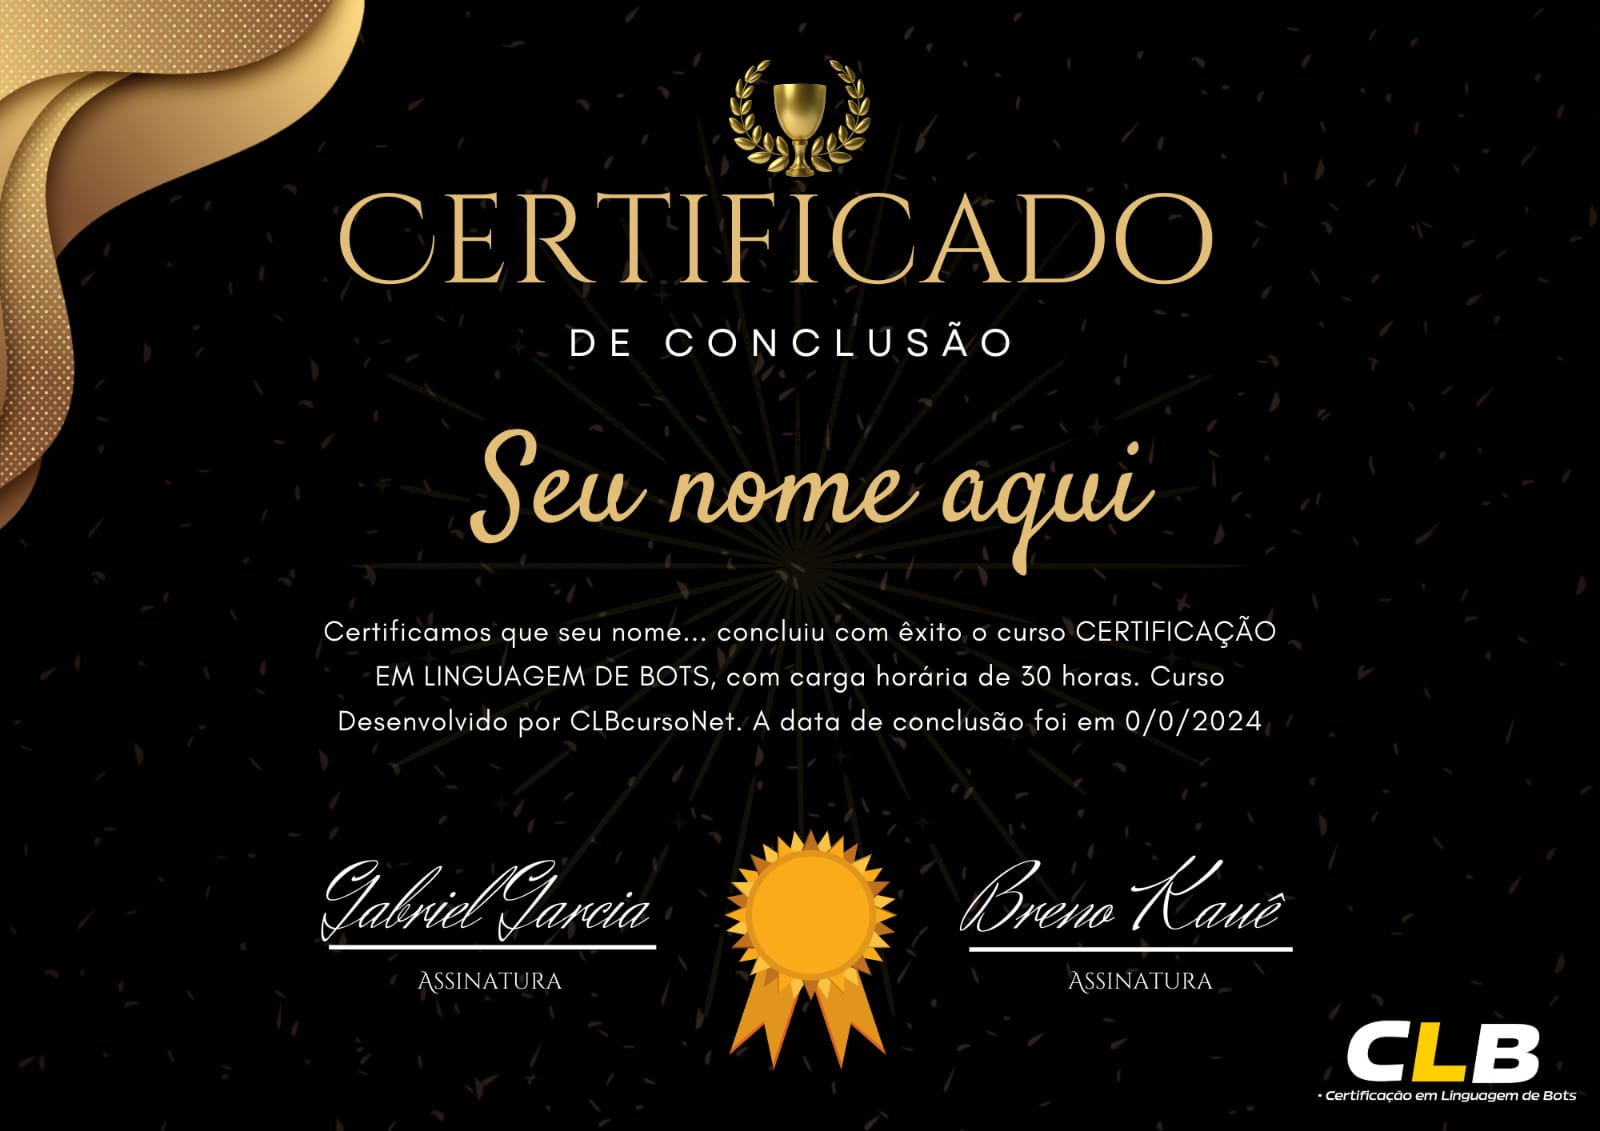 CERTIFICADO
DE CONCLUSÃO
Seu nome aqui
Certificamos que seu nome... concluiu com êxito o curso CERTIFICAÇÃO
EM LINGUAGEM DE BOTS, com carga horária de 30 horas. Curso
Desenvolvido por CLBcursoNet. A data de conclusão foi em 0/0/2024
Gabriel Garcia
ASSINATURA
Breno Kauê
ASSINATURA
CLB
• Certificação em Linguagem de Bots